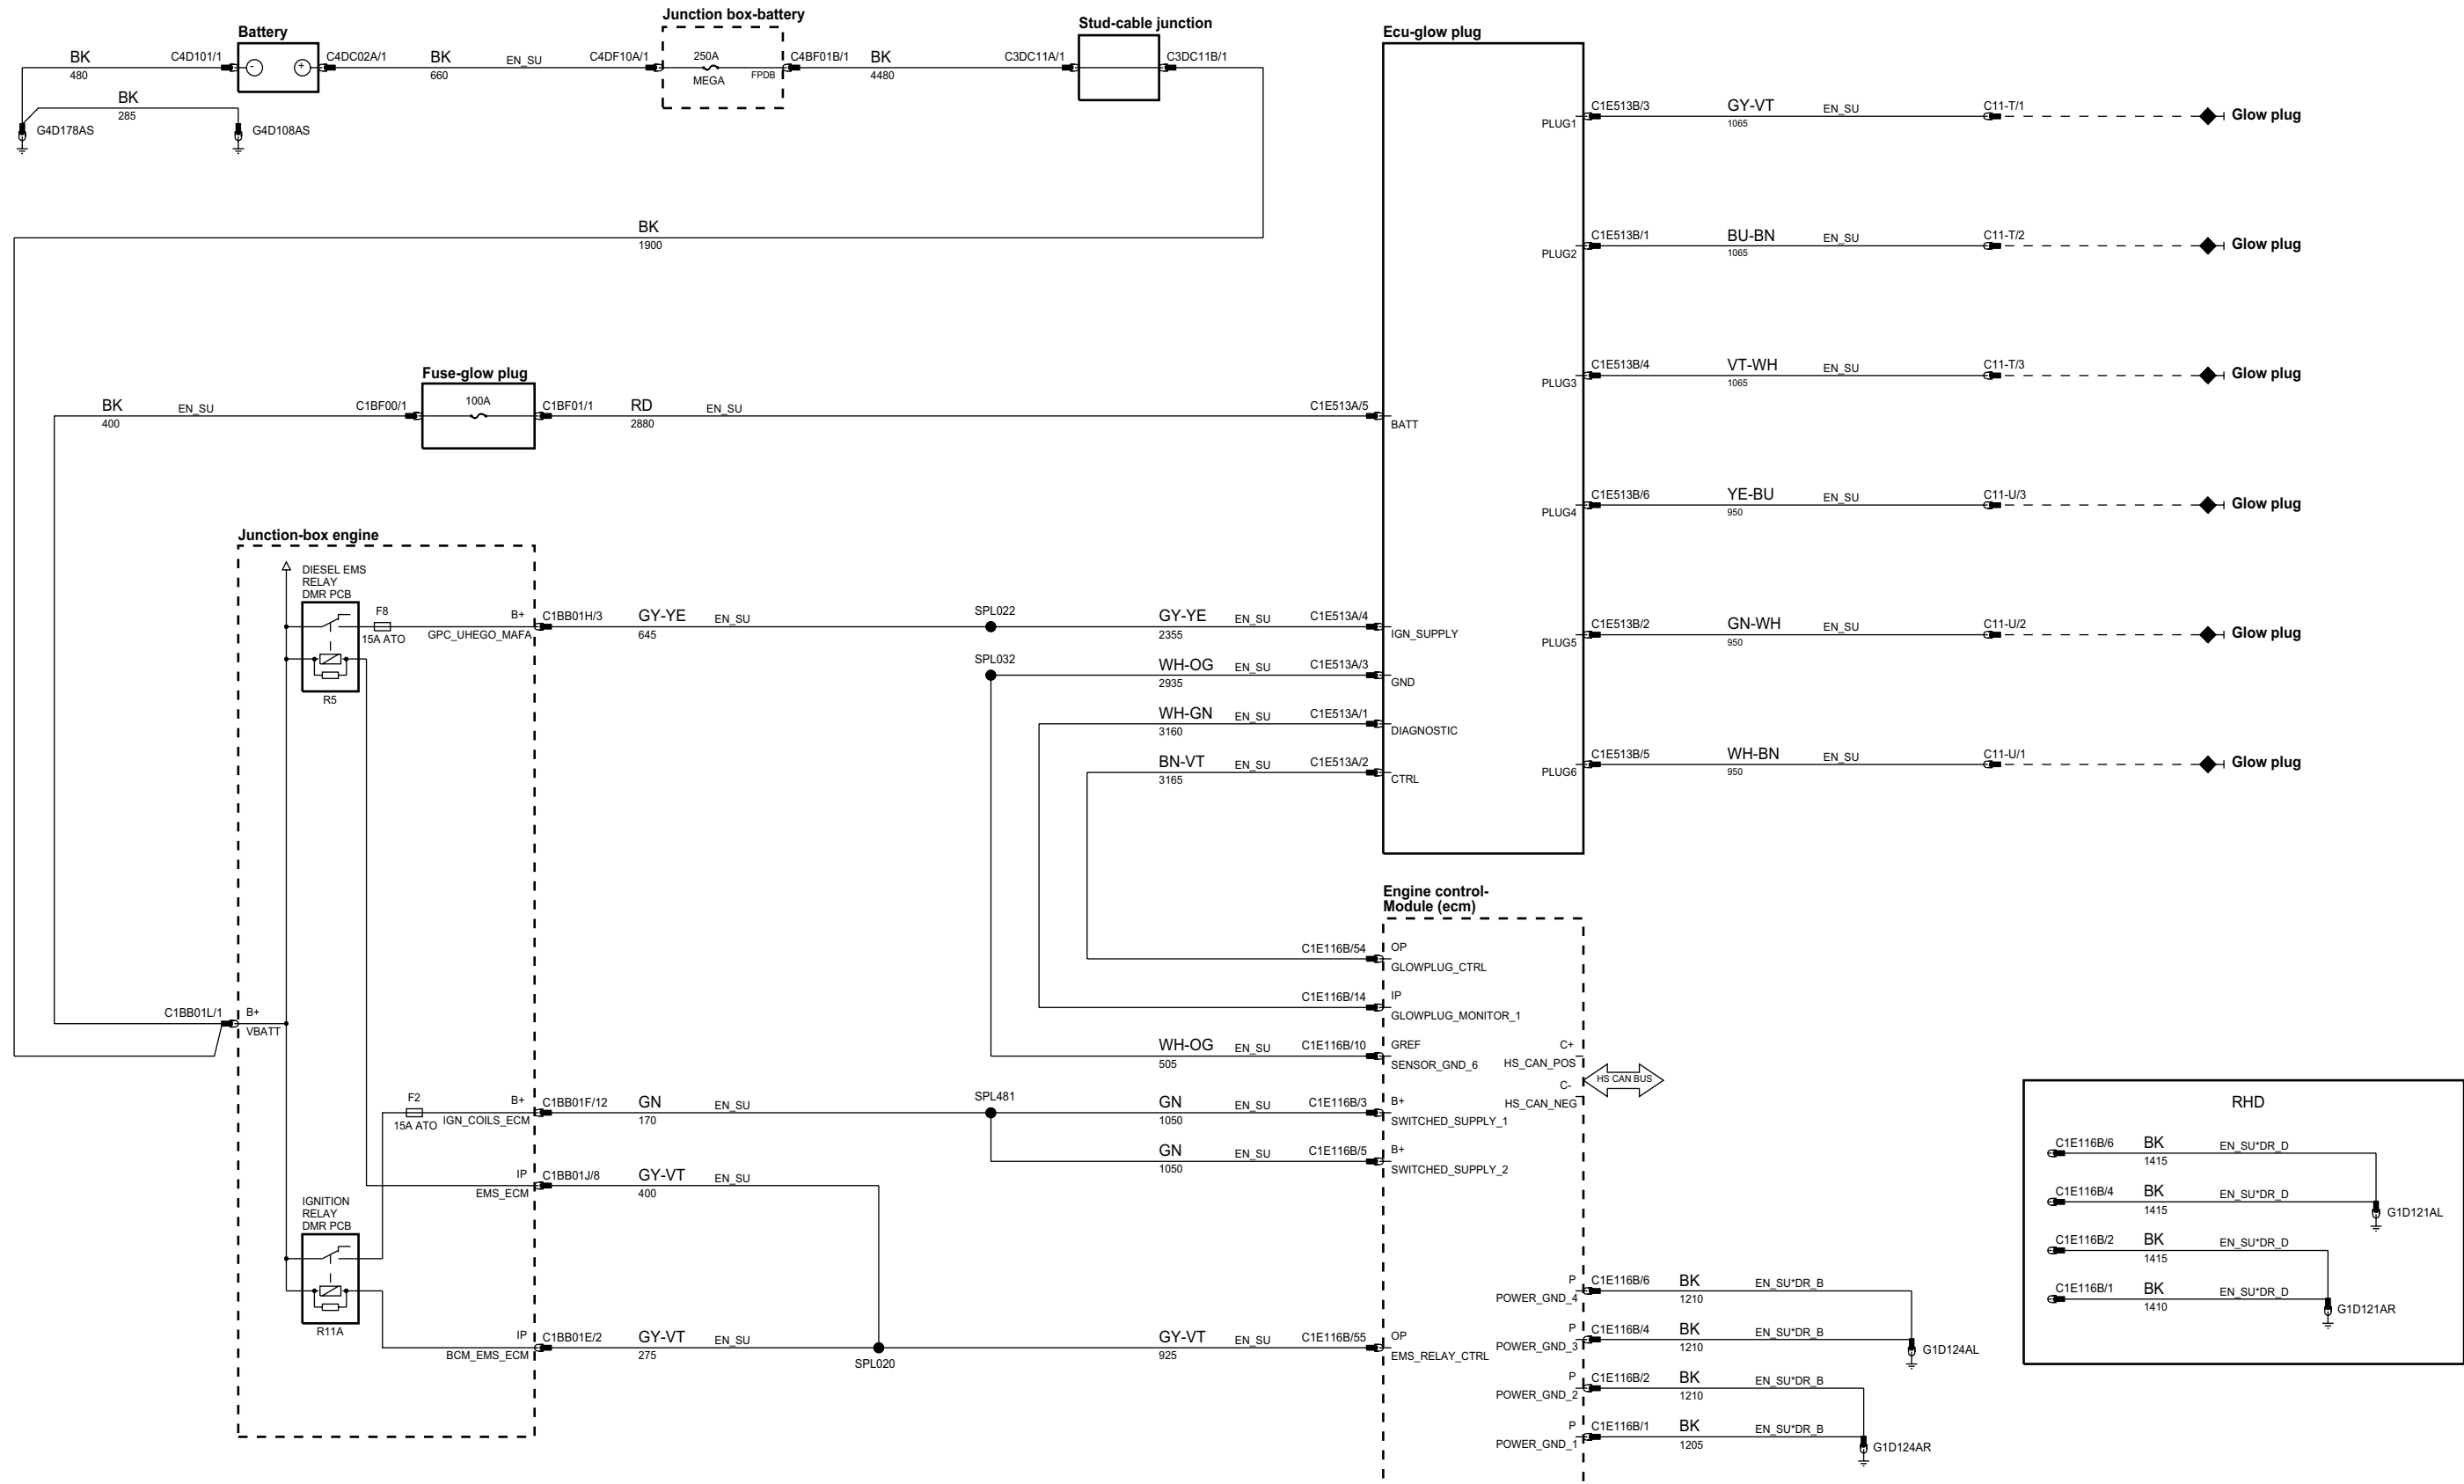 Battery
C4D101/1
-
+
C4DC02A/1
BK
480
BK
285
G4D178AS
G4D108AS
BK
660
EN_SU
Junction box-battery
C4DF10A/1
250A
MEGA
FPDB
C4BF01B/1
BK
4480
Stud-cable junction
C3DC11A/1
C3DC11B/1
BK
1900
Fuse-glow plug
BK
400
EN_SU
C1BF00/1
100A
C1BF01/1
RD
2880
EN_SU
C1E513A/5
BATT
Ecu-glow plug
PLUG1
C1E513B/3
GY-VT
1065
EN_SU
C11-T/1
Glow plug
PLUG2
C1E513B/1
BU-BN
1065
EN_SU
C11-T/2
Glow plug
PLUG3
C1E513B/4
VT-WH
1065
EN_SU
C11-T/3
Glow plug
PLUG4
C1E513B/6
YE-BU
950
EN_SU
C11-U/3
Glow plug
PLUG5
C1E513B/2
GN-WH
950
EN_SU
C11-U/2
Glow plug
PLUG6
C1E513B/5
WH-BN
950
EN_SU
C11-U/1
Glow plug
Junction-box engine
DIESEL EMS
RELAY
DMR PCB
R5
F8
15A ATO
B+
GPC_UHEGO_MAFA
C1BB01H/3
GY-YE
645
EN_SU
SPL022
GY-YE
2355
EN_SU
C1E513A/4
IGN_SUPPLY
SPL032
WH-OG
2935
EN_SU
C1E513A/3
GND
WH-GN
3160
EN_SU
C1E513A/1
DIAGNOSTIC
BN-VT
3165
EN_SU
C1E513A/2
CTRL
Engine control-
Module (ecm)
C1E116B/54
OP
GLOWPLUG_CTRL
C1E116B/14
IP
GLOWPLUG_MONITOR_1
WH-OG
505
EN_SU
C1E116B/10
GREF
SENSOR_GND_6
C+
HS_CAN_POS
C-
HS_CAN_NEG
HS CAN BUS
C1BB01L/1
B+
VBATT
F2
15A ATO
B+
IGN_COILS_ECM
C1BB01F/12
GN
170
EN_SU
SPL481
GN
1050
EN_SU
C1E116B/3
B+
SWITCHED_SUPPLY_1
GN
1050
EN_SU
C1E116B/5
B+
SWITCHED_SUPPLY_2
IP
EMS_ECM
C1BB01J/8
GY-VT
400
EN_SU
IGNITION
RELAY
DMR PCB
R11A
IP
BCM_EMS_ECM
C1BB01E/2
GY-VT
275
EN_SU
SPL020
GY-VT
925
EN_SU
C1E116B/55
OP
EMS_RELAY_CTRL
P
POWER_GND_4
C1E116B/6
BK
1210
EN_SU*DR_B
P
POWER_GND_3
C1E116B/4
BK
1210
EN_SU*DR_B
G1D124AL
P
POWER_GND_2
C1E116B/2
BK
1210
EN_SU*DR_B
P
POWER_GND_1
C1E116B/1
BK
1205
EN_SU*DR_B
G1D124AR
RHD
C1E116B/6
BK
1415
EN_SU*DR_D
C1E116B/4
BK
1415
EN_SU*DR_D
G1D121AL
C1E116B/2
BK
1415
EN_SU*DR_D
C1E116B/1
BK
1410
EN_SU*DR_D
G1D121AR